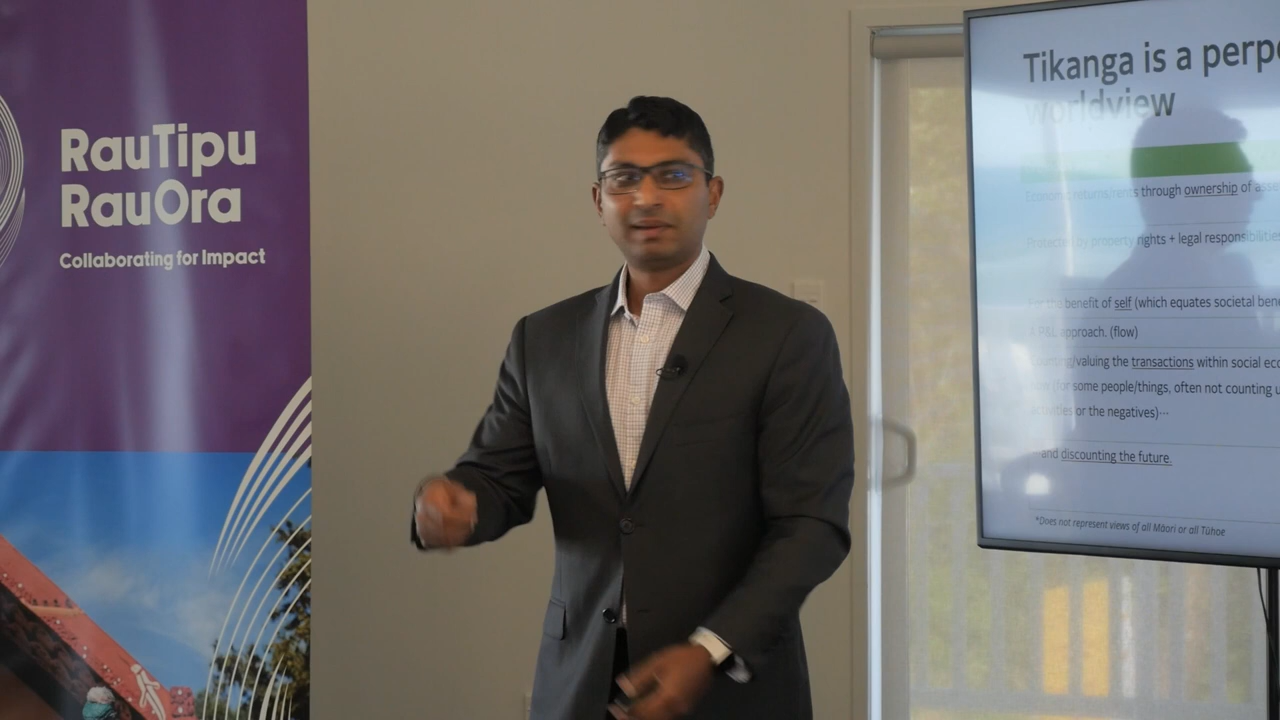 RauTipu
RauOra
Collaborating for Impact
Tikanga is a perp
worldview
Economic returns/rents through ownership of asse
Protected by property rights + legal responsibilities
For the benefit of self (which equates societal bene
A P&L approach. (flow)
Counting/valuing the transactions within social eco
now (for some people/things, often not counting u
activities or the negatives)…
and discounting the future.
*Does not represent views of all Māori or all Tūhoe